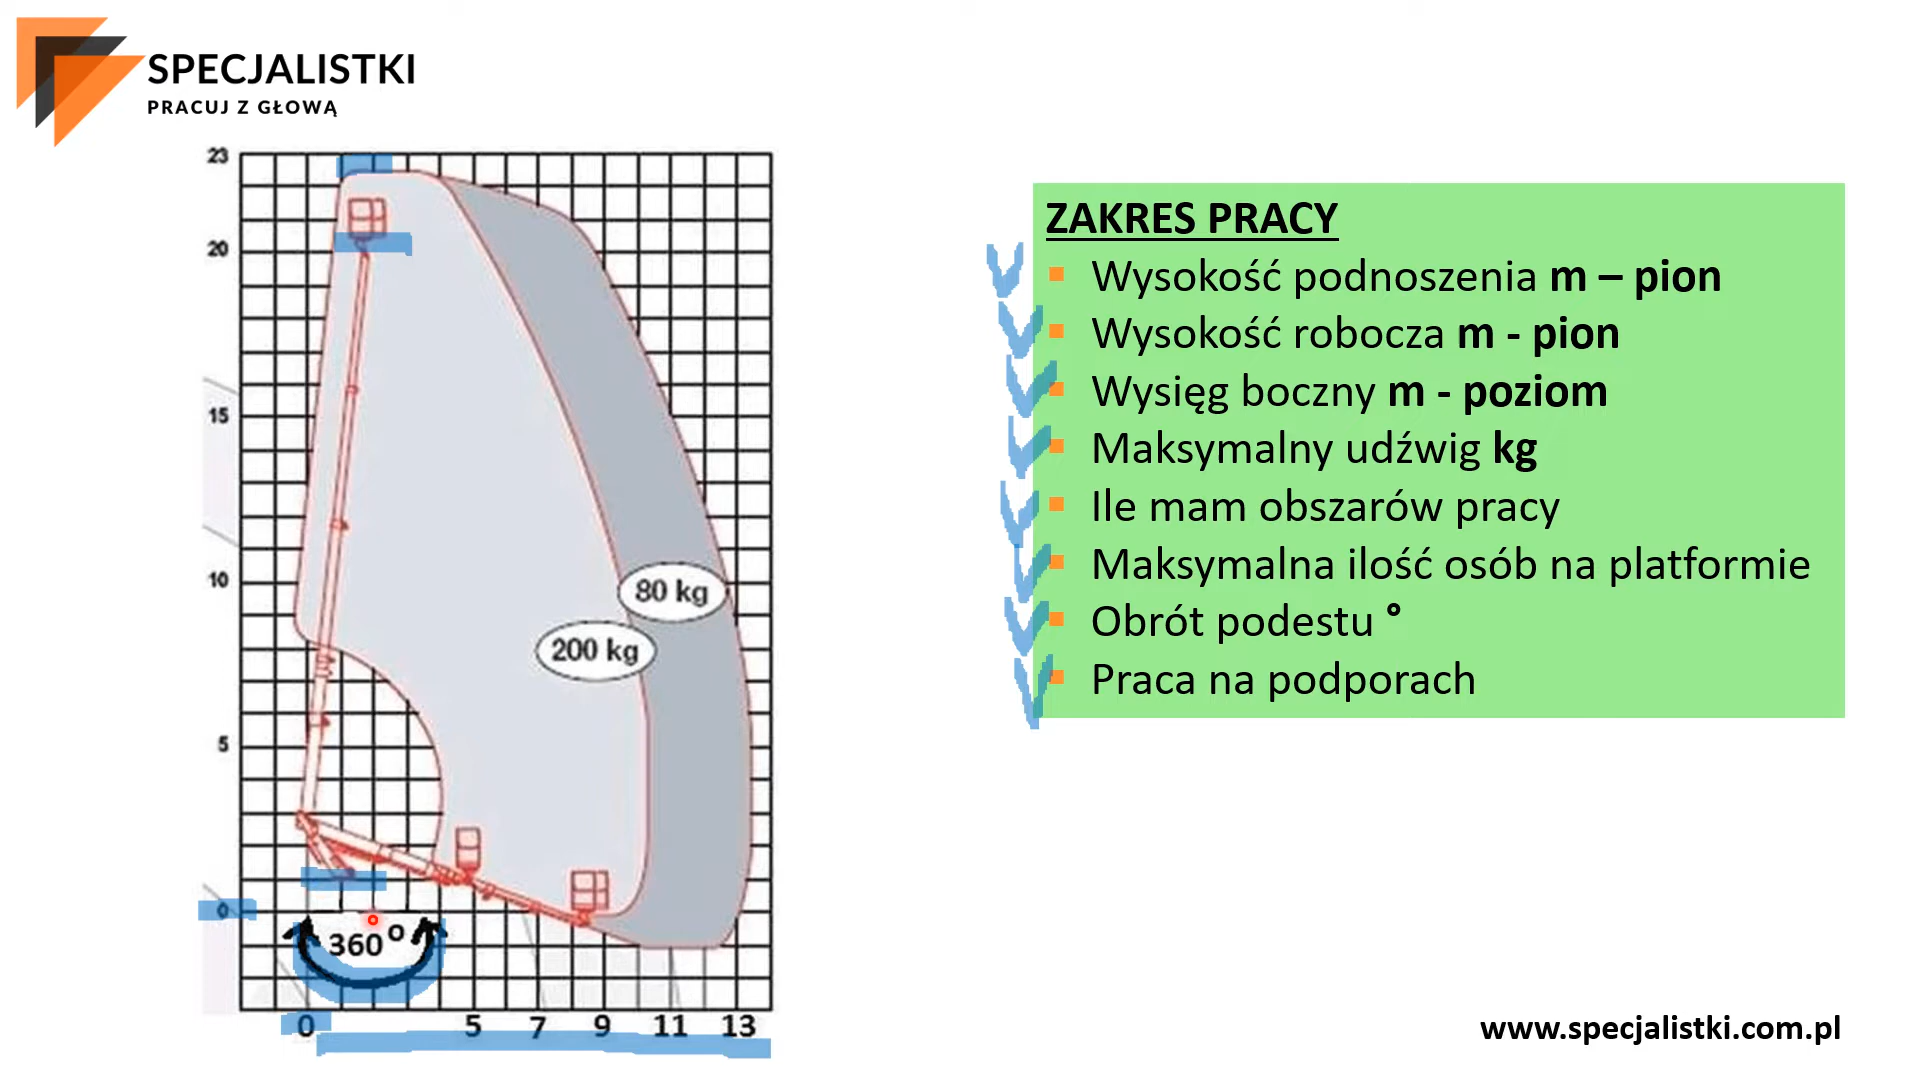 SPECJALISTKI
PRACUJ Z GŁOWĄ
23
20
15
10
5
0
80 kg
200 kg
360°
0 5 7 9 11 13
ZAKRES PRACY
Wysokość podnoszenia m – pion
Wysokość robocza m - pion
Wysięg boczny m - poziom
Maksymalny udźwig kg
Ile mam obszarów pracy
Maksymalna ilość osób na platformie
Obrót podestu °
Praca na podporach
www.specjalistki.com.pl